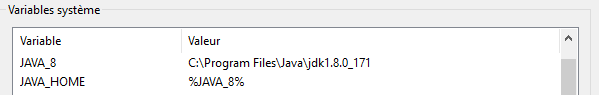 Variables système
Variable Valeur
JAVA_8 C:\Program Files\Java\jdk1.8.0_171
JAVA_HOME %JAVA_8%